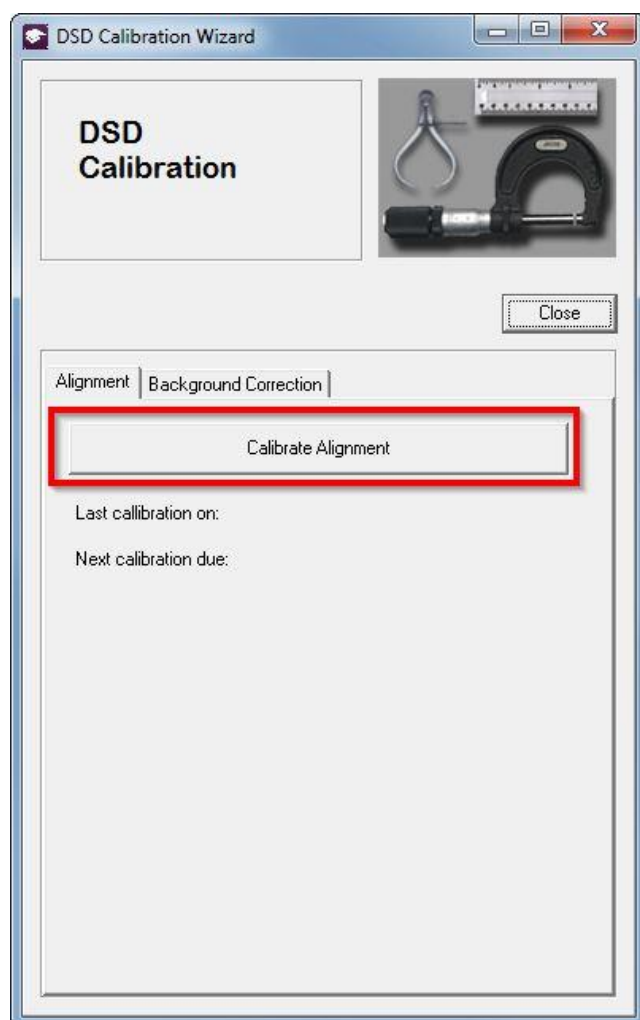 DSD Calibration Wizard
DSD
Calibration
Close
Alignment
Background Correction
Calibrate Alignment
Last callibration on:
Next calibration due: